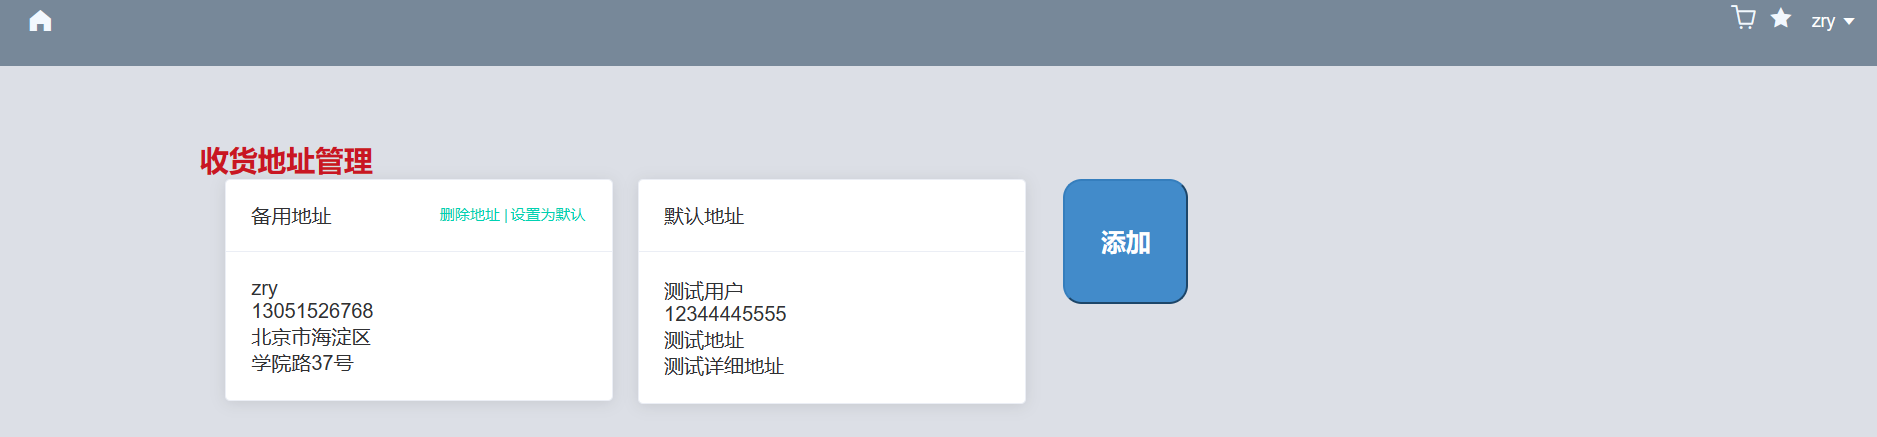 zry
收货地址管理
备用地址
删除地址 | 设置为默认
zry
13051526768
北京市海淀区
学院路37号
默认地址
测试用户
12344445555
测试地址
测试详细地址
添加